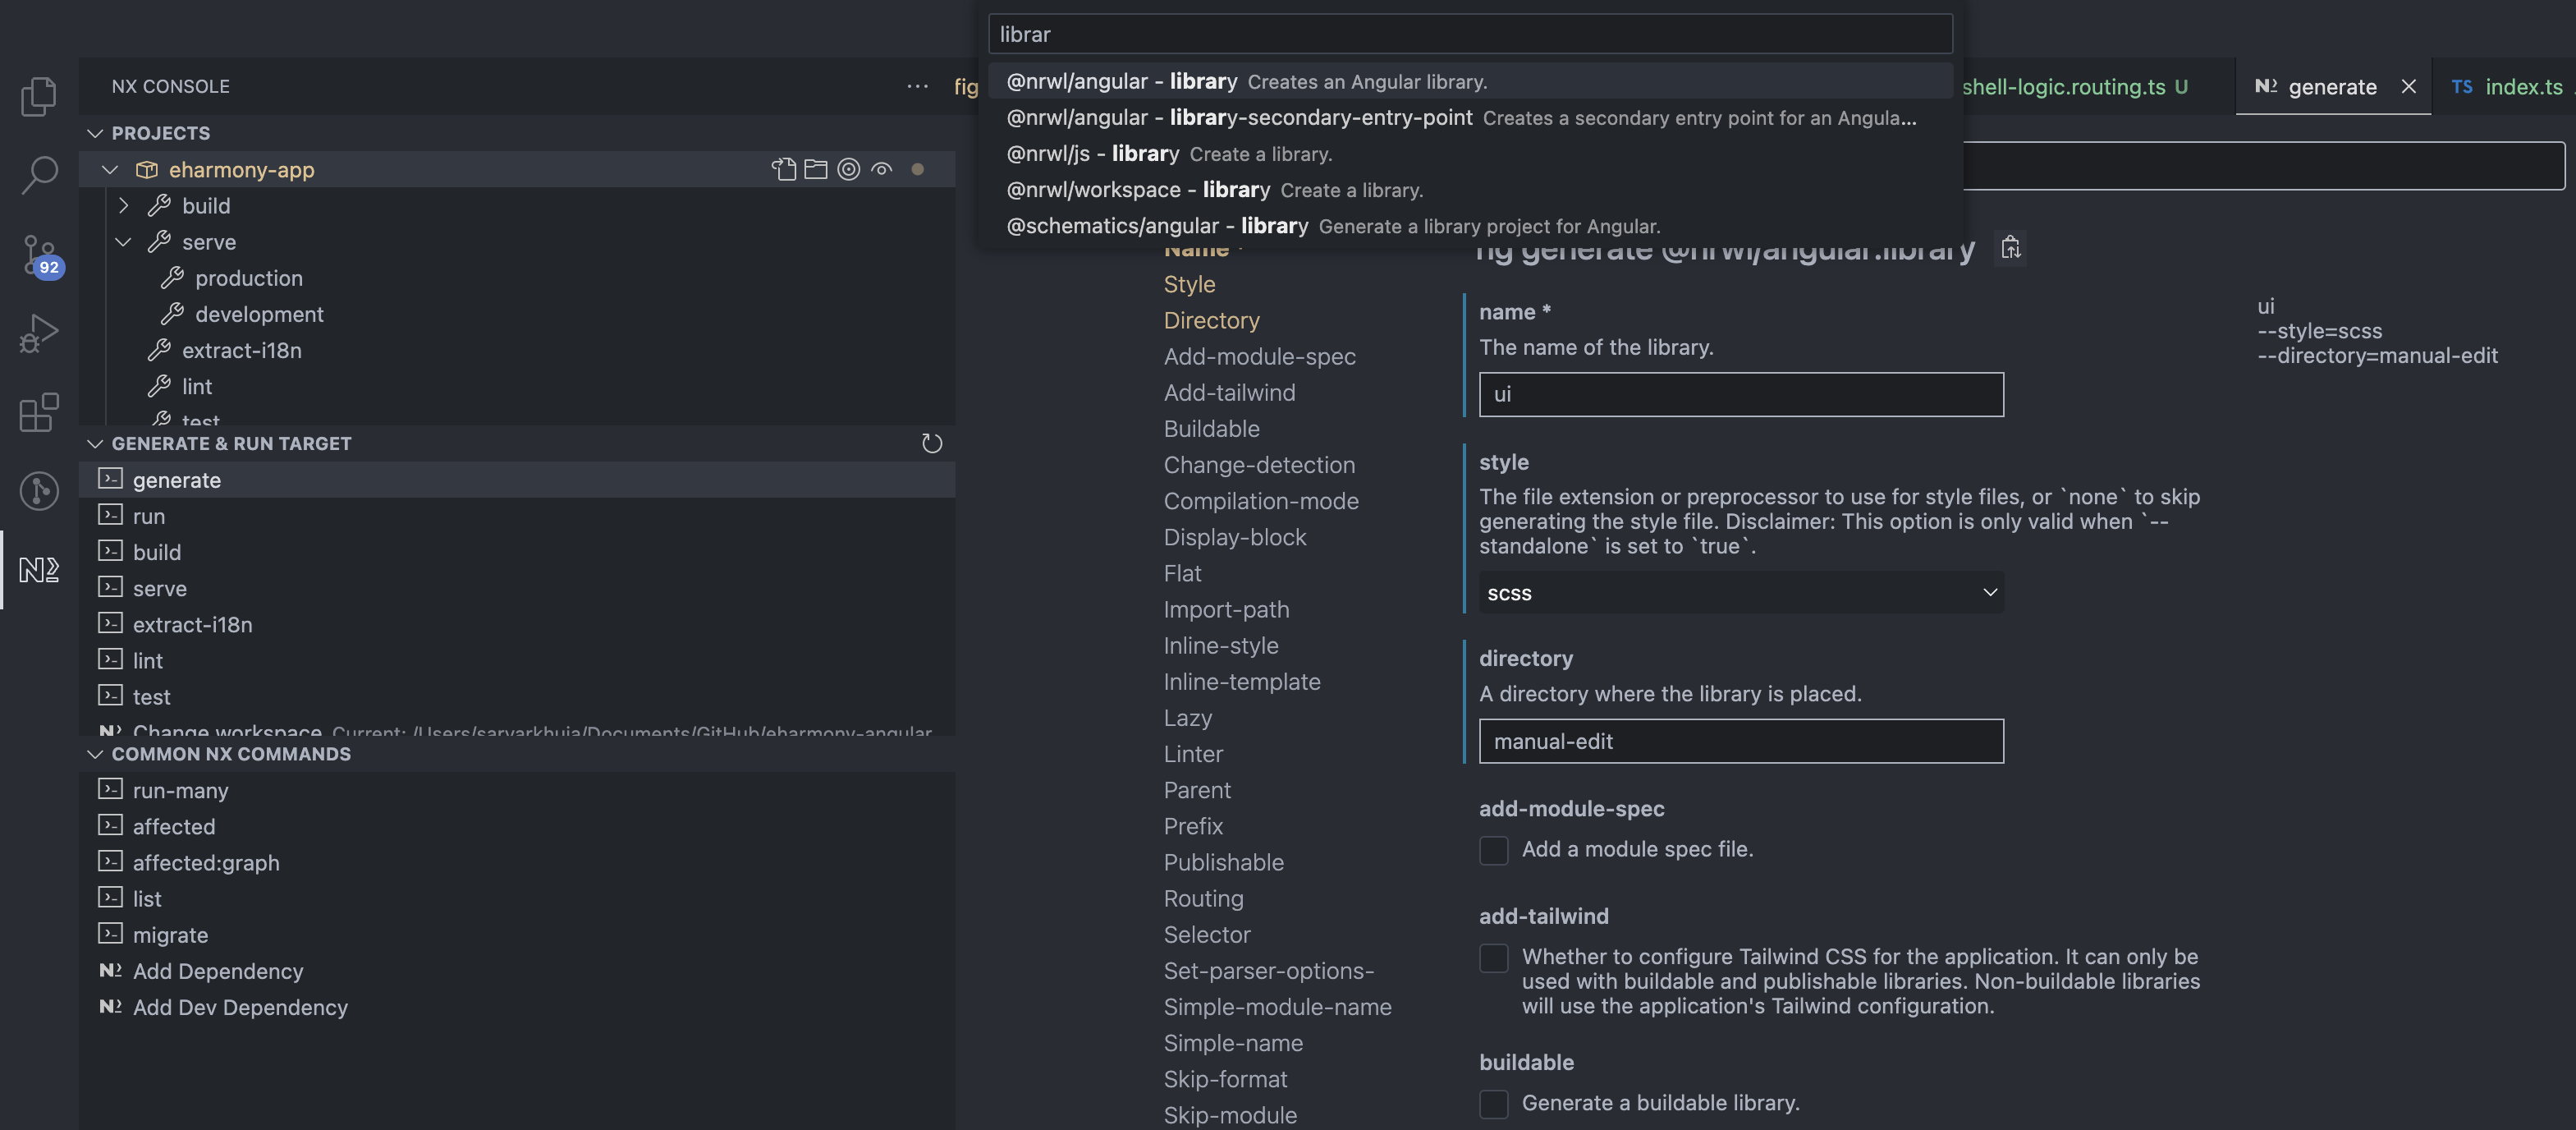 librar
@nrwl/angular - library Creates an Angular library.
@nrwl/angular - library-secondary-entry-point Creates a secondary entry point for an Angula...
@nrwl/js - library Create a library.
@nrwl/workspace - library Create a library.
@schematics/angular - library Generate a library project for Angular.
NX CONSOLE
fig
shell-logic.routing.ts U
generate
TS index.ts
PROJECTS
eharmony-app
build
serve
production
development
extract-i18n
lint
test
92
GENERATE & RUN TARGET
generate
run
build
serve
extract-i18n
lint
test
Change workspace Current: /Users/sarvarkhuja/Documents/GitHub/eharmony-angular
COMMON NX COMMANDS
run-many
affected
affected:graph
list
migrate
Add Dependency
Add Dev Dependency
Name *
Style
Directory
Add-module-spec
Add-tailwind
Buildable
Change-detection
Compilation-mode
Display-block
Flat
Import-path
Inline-style
Inline-template
Lazy
Linter
Parent
Prefix
Publishable
Routing
Selector
Set-parser-options-
Simple-module-name
Simple-name
Skip-format
Skip-module
ng generate @nrwl/angular:library
name *
The name of the library.
ui
style
The file extension or preprocessor to use for style files, or `none` to skip
generating the style file. Disclaimer: This option is only valid when `--
standalone` is set to `true`.
scss
directory
A directory where the library is placed.
manual-edit
add-module-spec
Add a module spec file.
add-tailwind
Whether to configure Tailwind CSS for the application. It can only be
used with buildable and publishable libraries. Non-buildable libraries
will use the application's Tailwind configuration.
buildable
Generate a buildable library.
ui
--style=scss
--directory=manual-edit